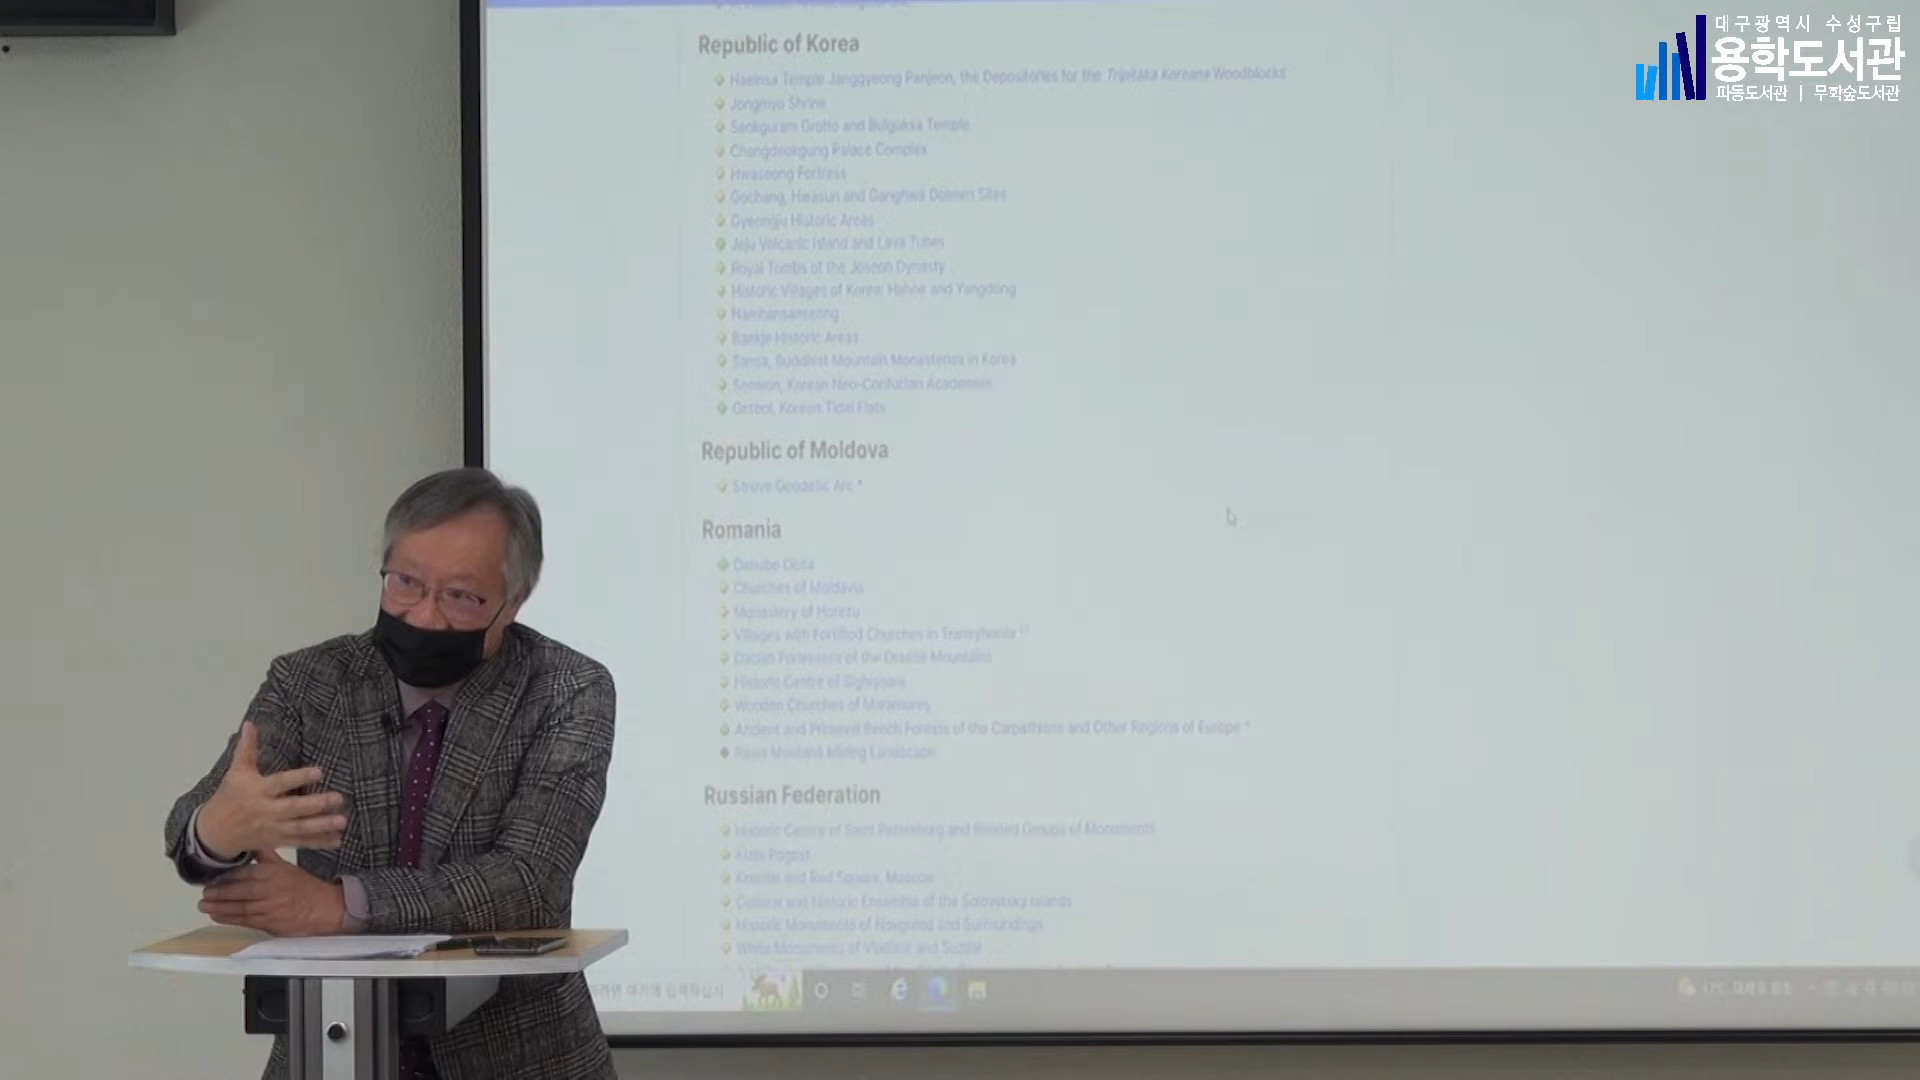 대구광역시 수성구립
용학도서관
파동도서관 | 무학숲도서관
Republic of Korea
Haeinsa Temple Janggyeong Panjeon, the Depositories for the Tripitaka Koreana Woodblocks
Jongmyo Shrine
Seokguram Grotto and Bulguksa Temple
Changdeokgung Palace Complex
Hwaseong Fortress
Gochang, Hwasun and Ganghwa Dolmen Sites
Gyeongju Historic Areas
Jeju Volcanic Island and Lava Tubes
Royal Tombs of the Joseon Dynasty
Historic Villages of Korea: Hahoe and Yangdong
Namhansanseong
Baekje Historic Areas
Sansa, Buddhist Mountain Monasteries in Korea
Seowon, Korean Neo-Confucian Academies
Getbol, Korean Tidal Flats
Republic of Moldova
Struve Geodetic Arc *
Romania
Danube Delta
Churches of Moldavia
Monastery of Horezu
Villages with Fortified Churches in Transylvania
Dacian Fortresses of the Orastie Mountains
Historic Centre of Sighişoara
Wooden Churches of Maramureş
Ancient and Primeval Beech Forests of the Carpathians and Other Regions of Europe *
Roşia Montană Mining Landscape
Russian Federation
Historic Centre of Saint Petersburg and Related Groups of Monuments
Kizhi Pogost
Kremlin and Red Square, Moscow
Cultural and Historic Ensemble of the Solovetsky Islands
Historic Monuments of Novgorod and Surroundings
White Monuments of Vladimir and Suzdal
여기에 입력하십시